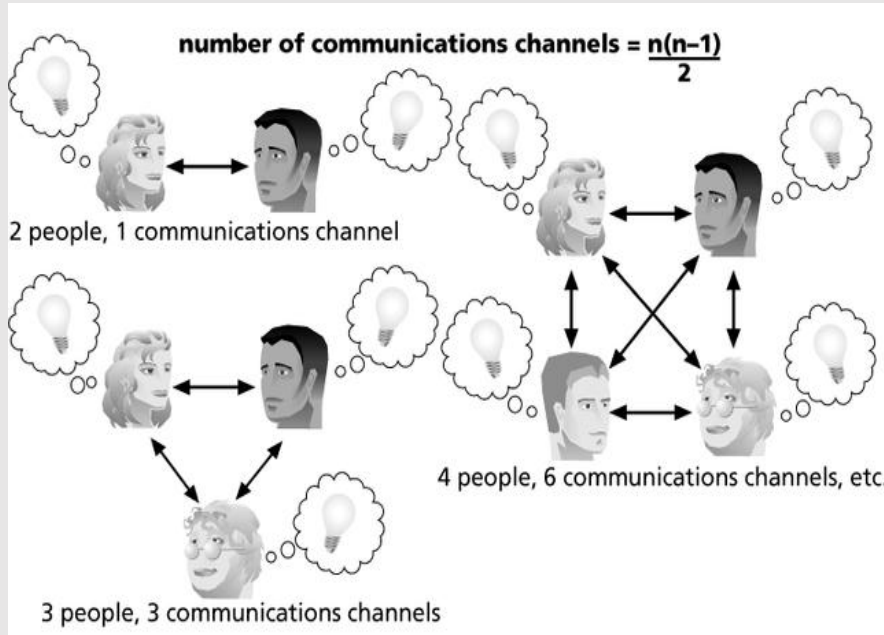 number of communications channels = n(n–1)
2
2 people, 1 communications channel
4 people, 6 communications channels, etc.
3 people, 3 communications channels